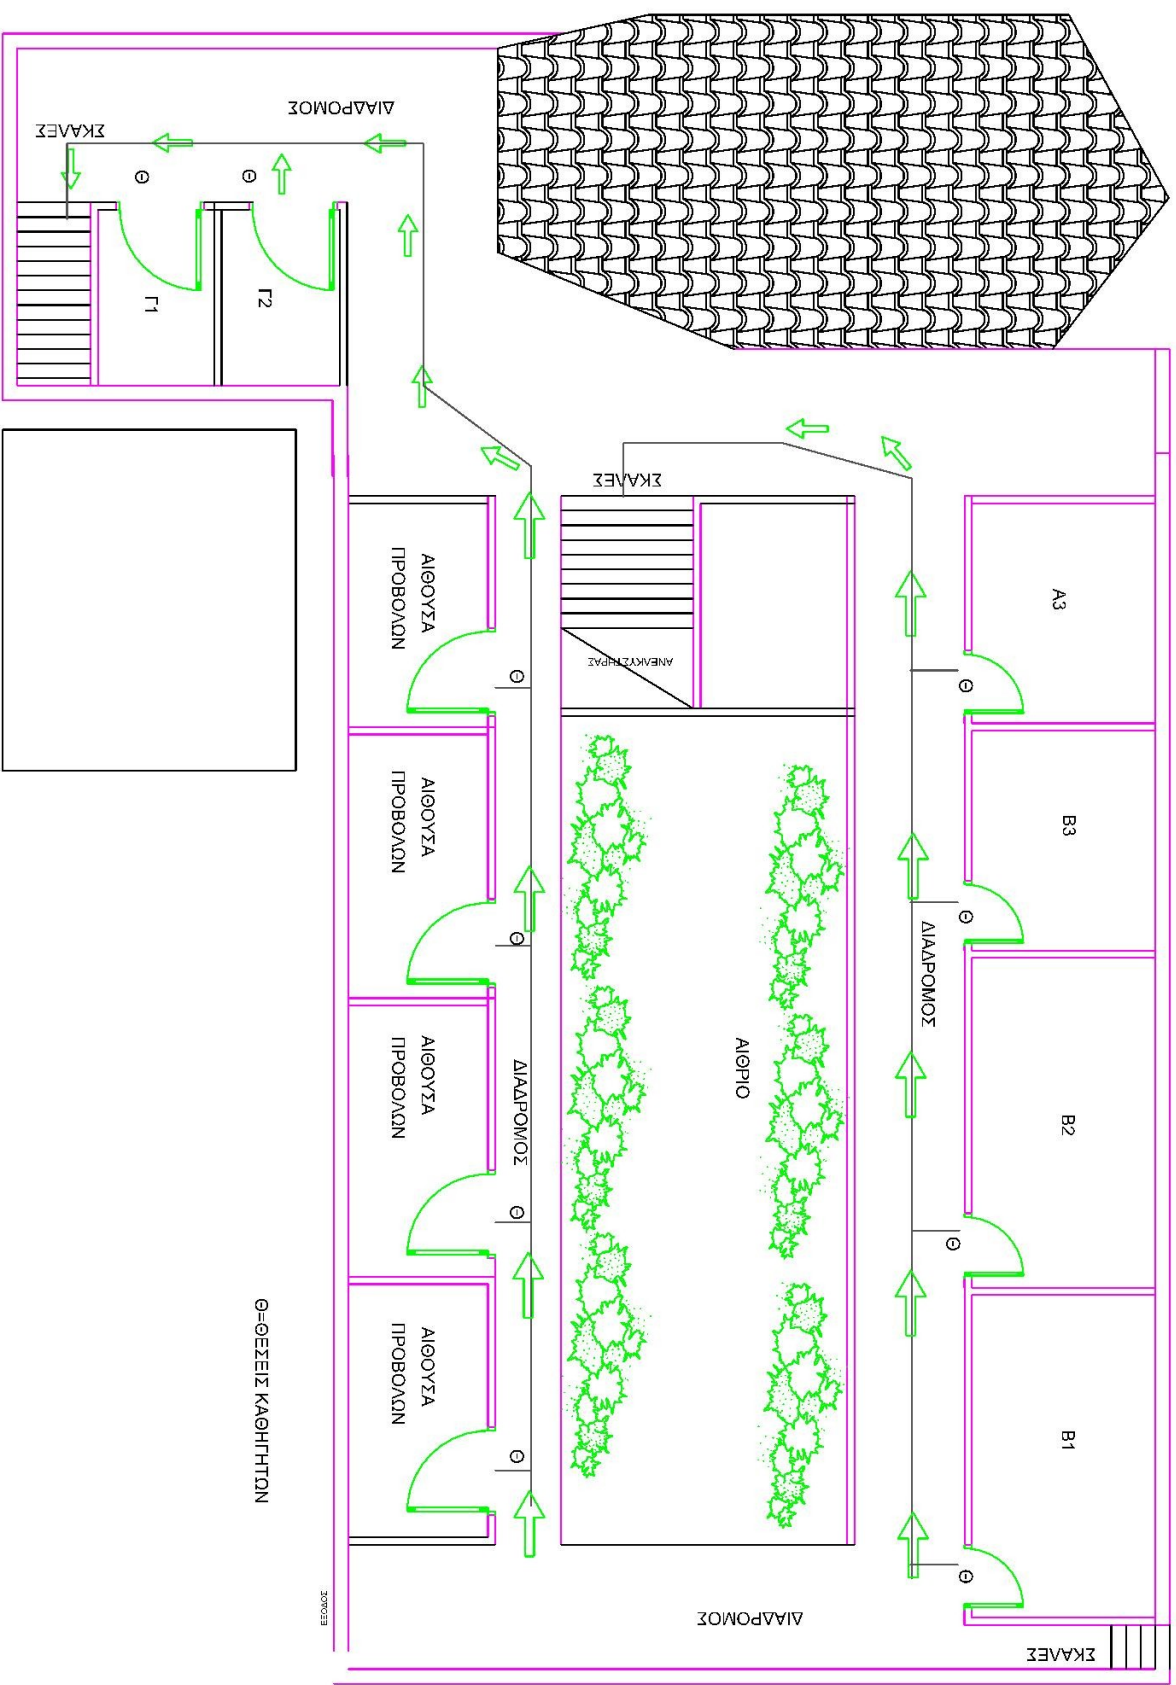 ΣΚΑΛΕΣ
ΔΙΑΔΡΟΜΟΣ
Θ
Θ
Γ1
Γ2
ΣΚΑΛΕΣ
ΑΝΕΛΚΥΣΤΗΡΑΣ
Α3
Θ
Β3
Θ
ΔΙΑΔΡΟΜΟΣ
Β2
Θ
Β1
Θ
ΑΙΘΡΙΟ
ΑΙΘΟΥΣΑ
ΠΡΟΒΟΛΩΝ
Θ
ΑΙΘΟΥΣΑ
ΠΡΟΒΟΛΩΝ
Θ
ΑΙΘΟΥΣΑ
ΠΡΟΒΟΛΩΝ
ΔΙΑΔΡΟΜΟΣ
Θ
ΑΙΘΟΥΣΑ
ΠΡΟΒΟΛΩΝ
Θ
Θ=ΘΕΣΕΙΣ ΚΑΘΗΓΗΤΩΝ
ΕΞΟΔΟΣ
ΔΙΑΔΡΟΜΟΣ
ΣΚΑΛΕΣ